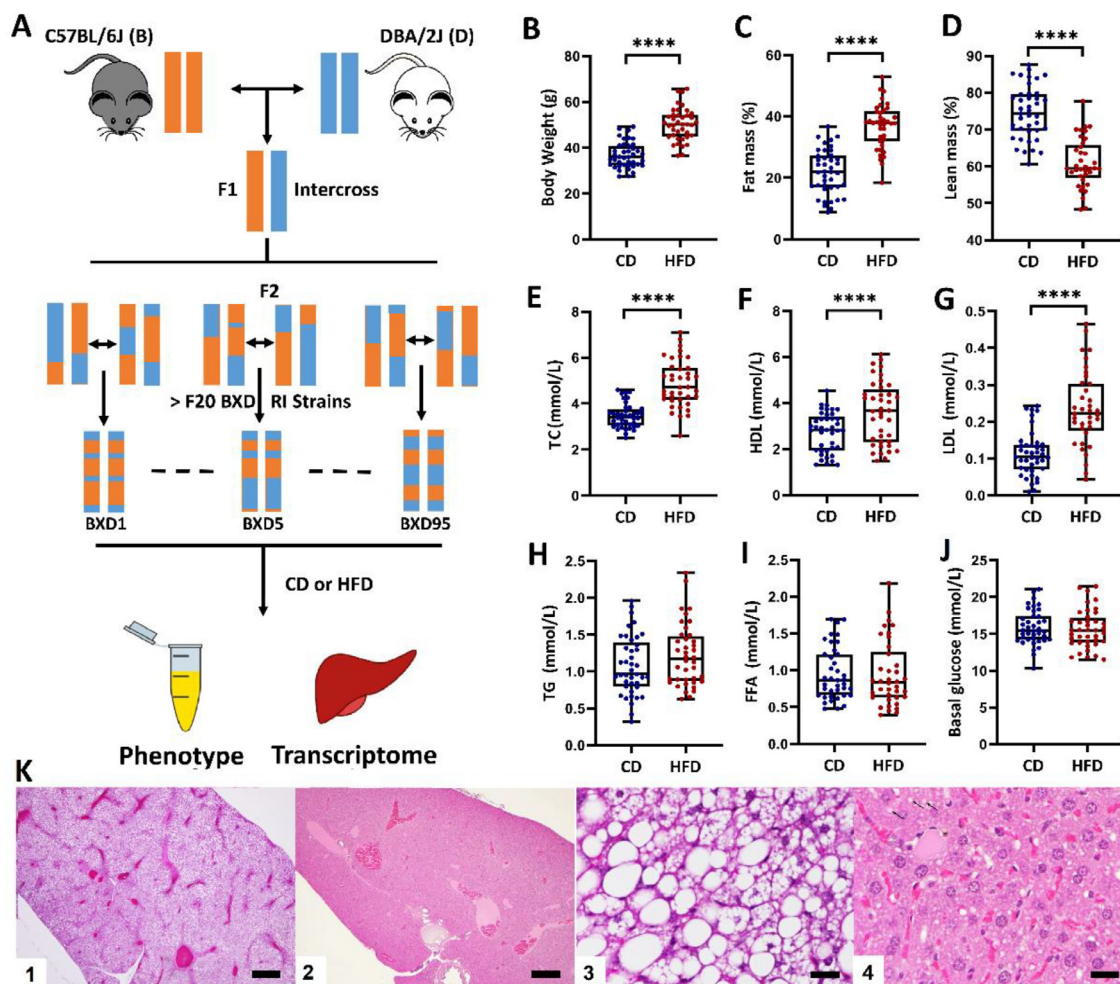 A
C57BL/6J (B)
DBA/2J (D)
F1
Intercross
F2
> F20 BXD RI Strains
BXD1
BXD5
BXD95
CD or HFD
Phenotype
Transcriptome
B
****
Body Weight (g)
80
60
40
20
0
CD HFD
C
****
Fat mass (%)
60
40
20
0
CD HFD
D
****
Lean mass (%)
90
80
70
60
50
40
CD HFD
E
****
TC (mmol/L)
8
6
4
2
0
CD HFD
F
****
HDL (mmol/L)
8
6
4
2
0
CD HFD
G
****
LDL (mmol/L)
0.5
0.4
0.3
0.2
0.1
0.0
CD HFD
H
TG (mmol/L)
2.5
2.0
1.5
1.0
0.5
0.0
CD HFD
I
FFA (mmol/L)
2.5
2.0
1.5
1.0
0.5
0.0
CD HFD
J
Basal glucose (mmol/L)
25
20
15
10
5
0
CD HFD
K
1
2
3
4